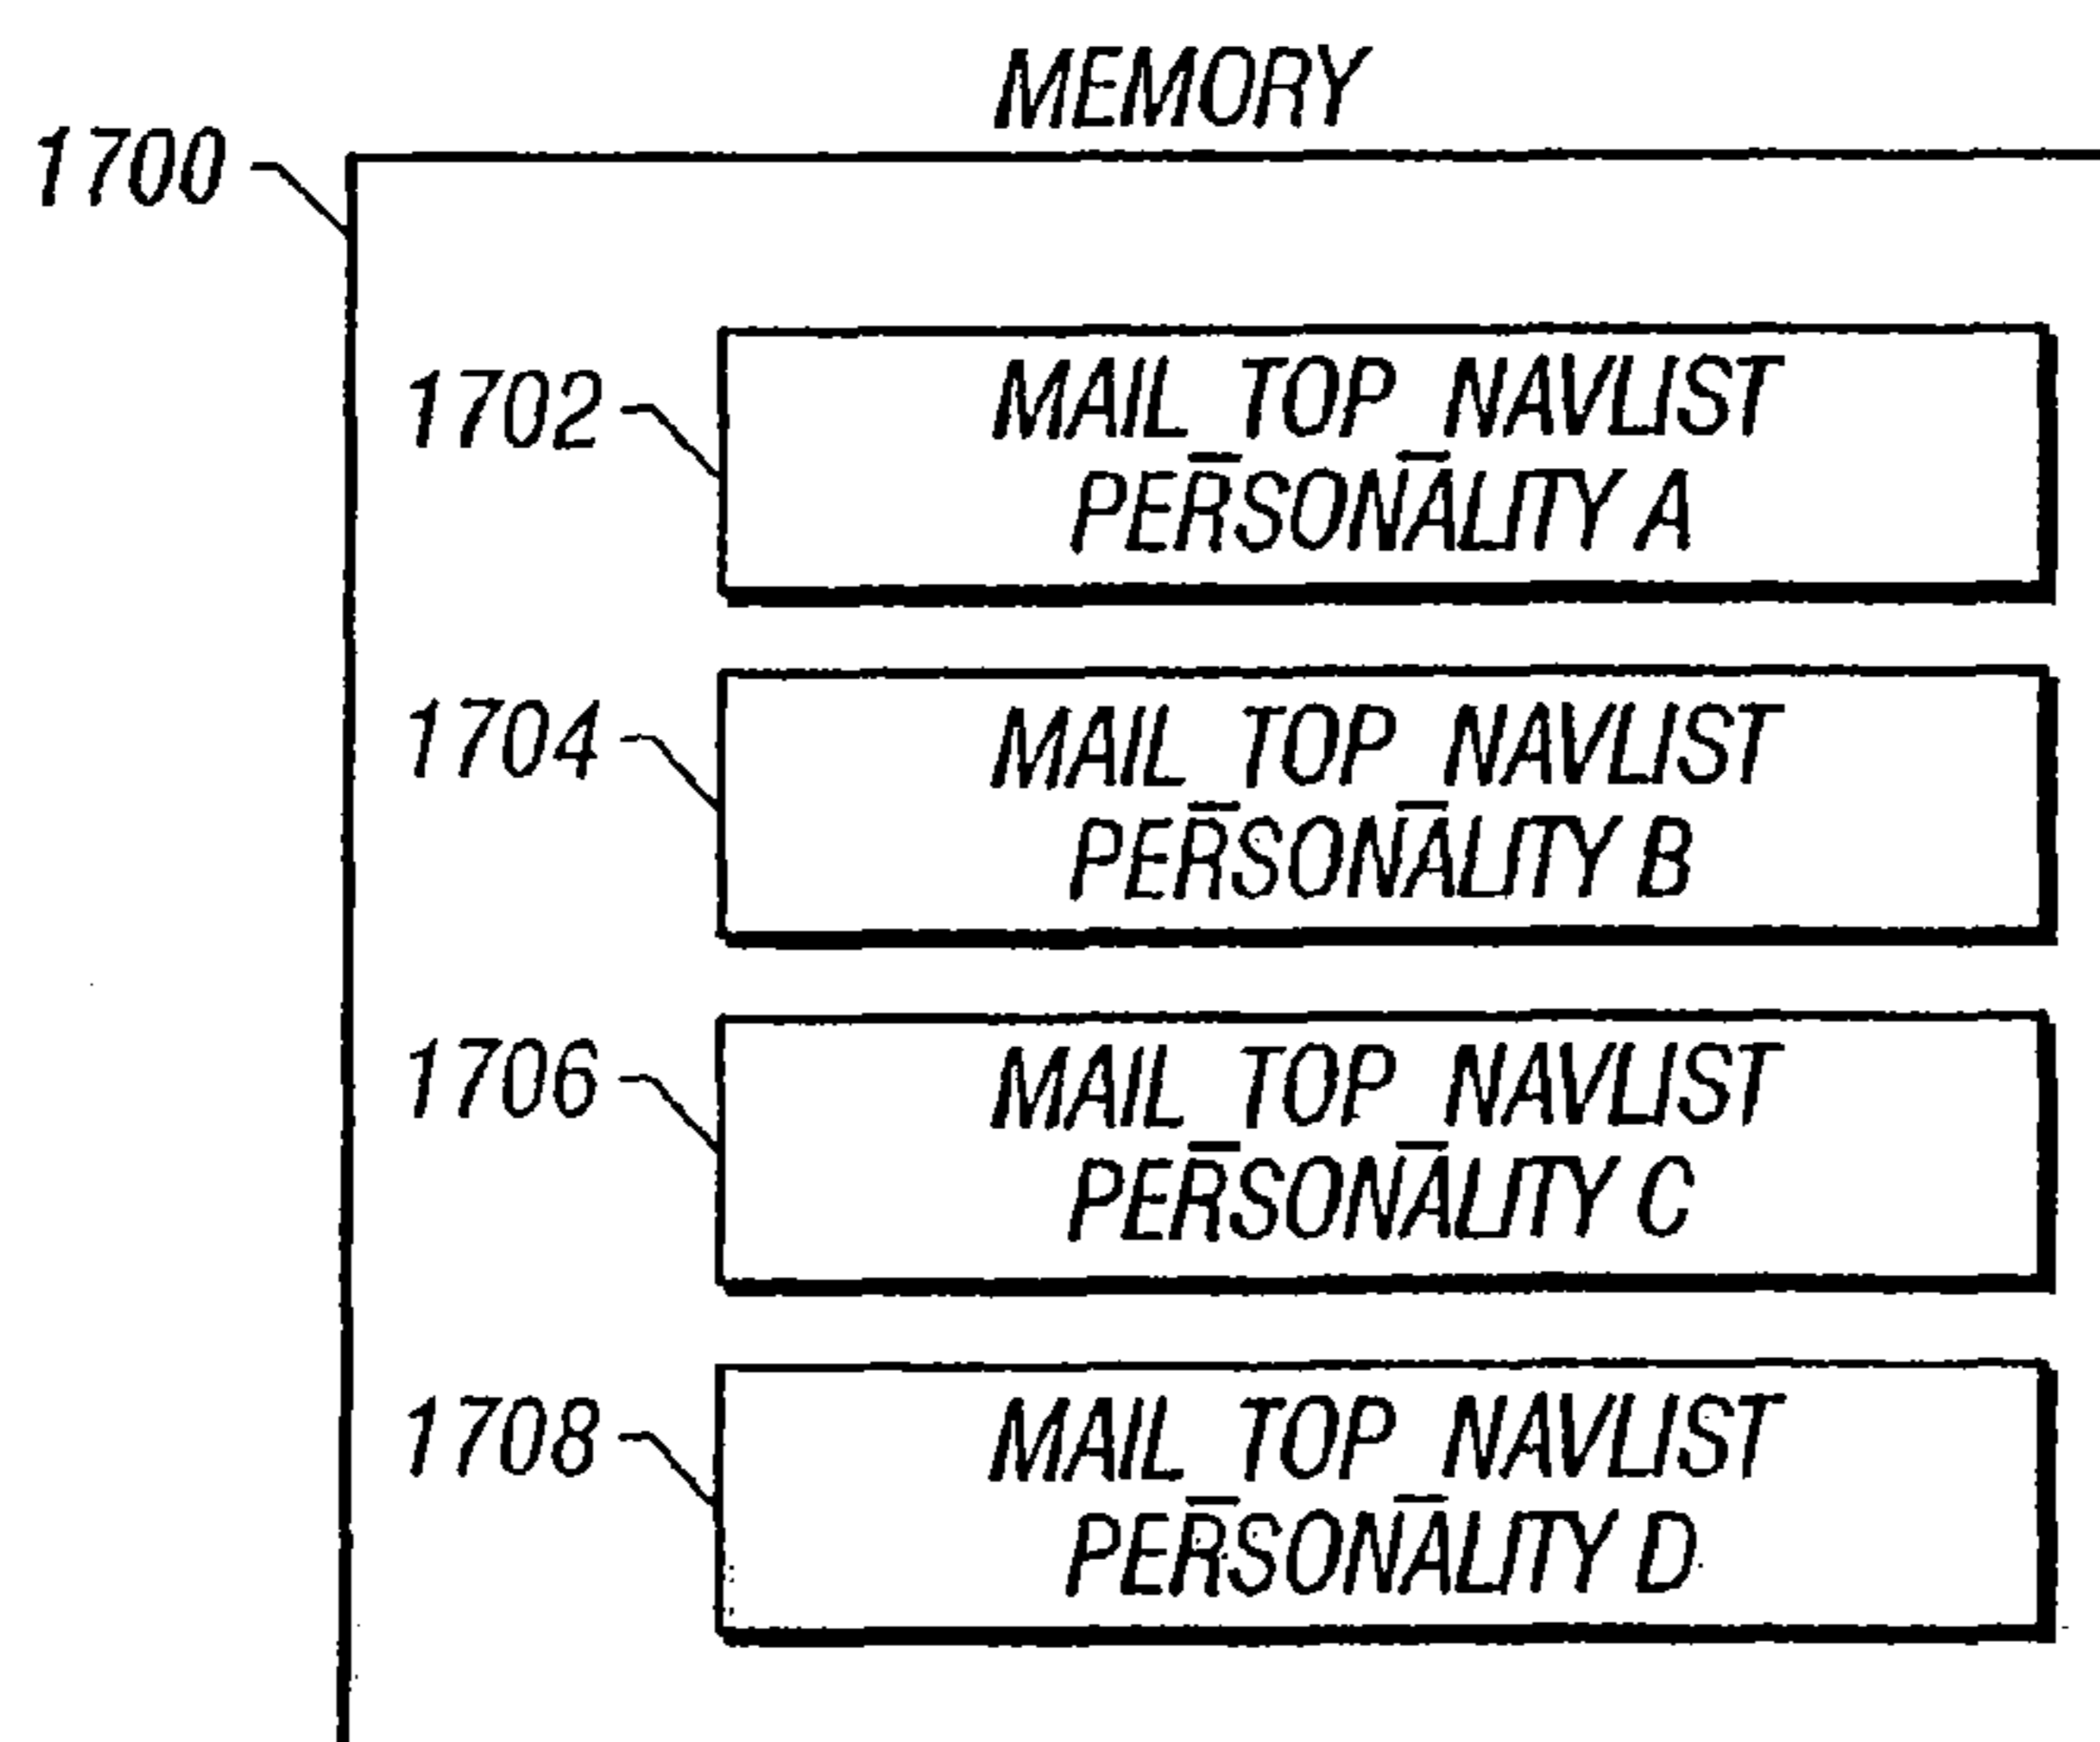 MEMORY
1700
1702
MAIL_TOP_NAVLIST
PERSONALITY A
1704
MAIL_TOP_NAVLIST
PERSONALITY B
1706
MAIL_TOP_NAVLIST
PERSONALITY C
1708
MAIL_TOP_NAVLIST
PERSONALITY D